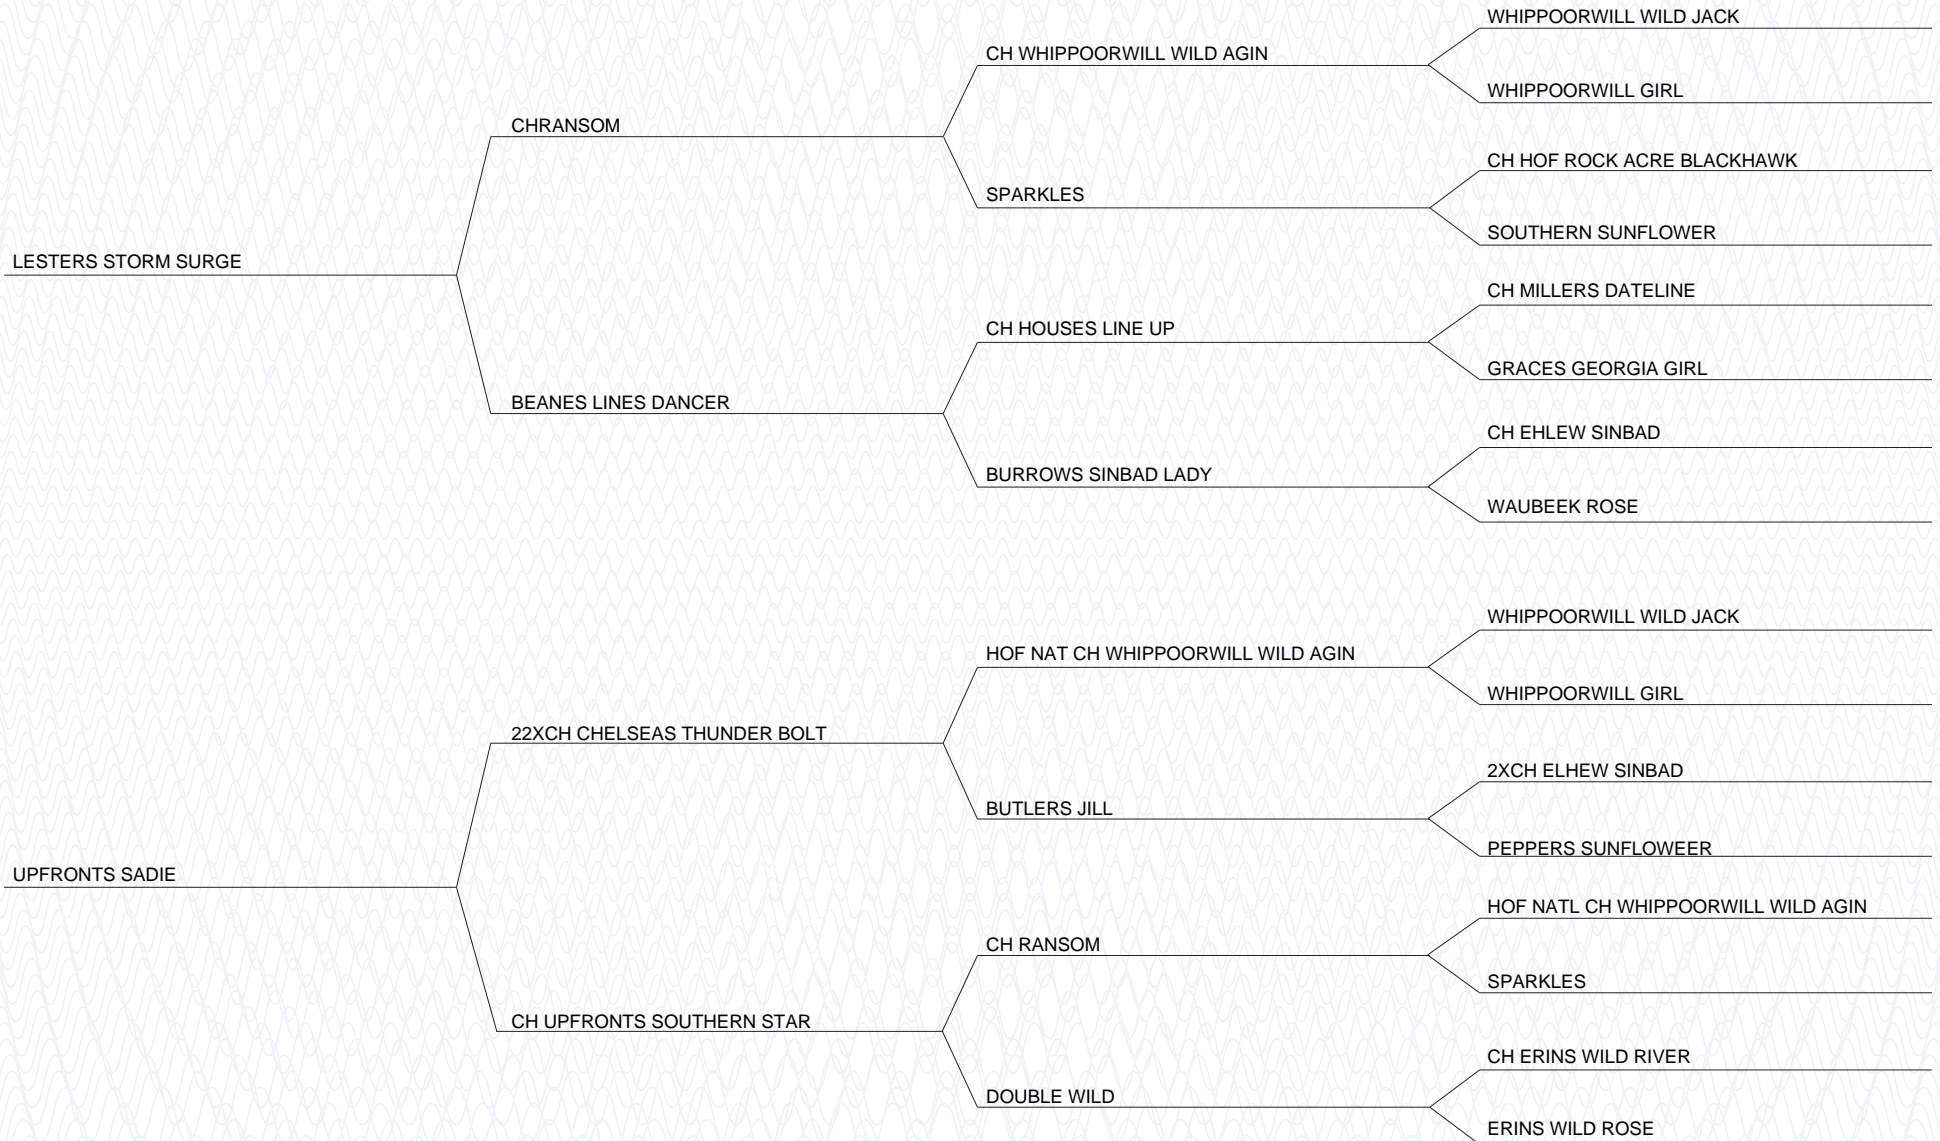 WHIPPOORWILL WILD JACK
CH WHIPPOORWILL WILD AGIN
WHIPPOORWILL GIRL
CHRANSOM
CH HOF ROCK ACRE BLACKHAWK
SPARKLES
SOUTHERN SUNFLOWER
LESTERS STORM SURGE
CH MILLERS DATELINE
CH HOUSES LINE UP
GRACES GEORGIA GIRL
BEANES LINES DANCER
CH EHLEW SINBAD
BURROWS SINBAD LADY
WAUBEEK ROSE
WHIPPOORWILL WILD JACK
HOF NAT CH WHIPPOORWILL WILD AGIN
WHIPPOORWILL GIRL
22XCH CHELSEAS THUNDER BOLT
2XCH ELHEW SINBAD
BUTLERS JILL
PEPPERS SUNFLOWEER
UPFRONTS SADIE
HOF NATL CH WHIPPOORWILL WILD AGIN
CH RANSOM
SPARKLES
CH UPFRONTS SOUTHERN STAR
CH ERINS WILD RIVER
DOUBLE WILD
ERINS WILD ROSE